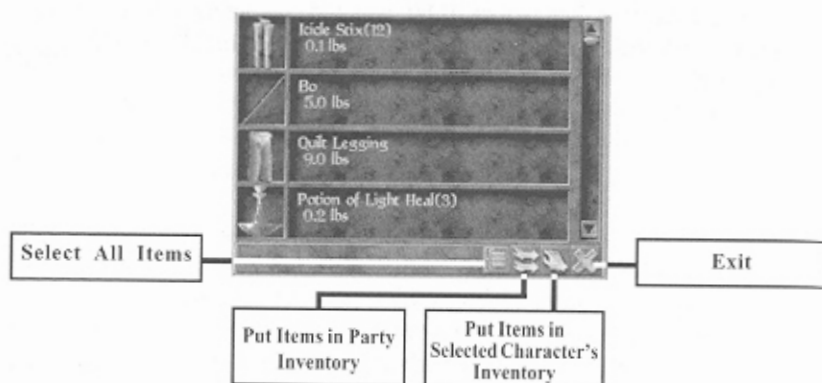 Icicle Stix(12)
0.1 lbs
Bo
5.0 lbs
Quilt Legging
9.0 lbs
Potion of Light Heal(3)
0.2 lbs
Select All Items
Exit
Put Items in Party
Inventory
Put Items in
Selected Character's
Inventory